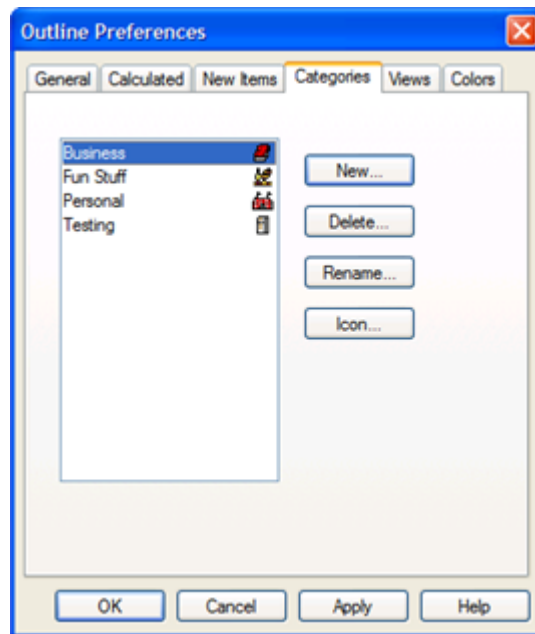 Outline Preferences
General Calculated New Items Categories Views Colors
Business
Fun Stuff
Personal
Testing
New...
Delete...
Rename...
Icon...
OK Cancel Apply Help